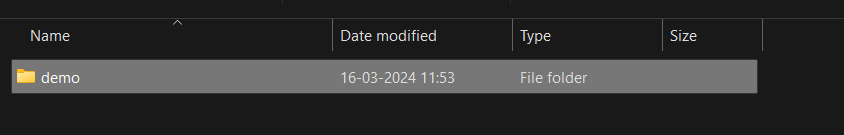 Name Date modified Type Size
demo 16-03-2024 11:53 File folder